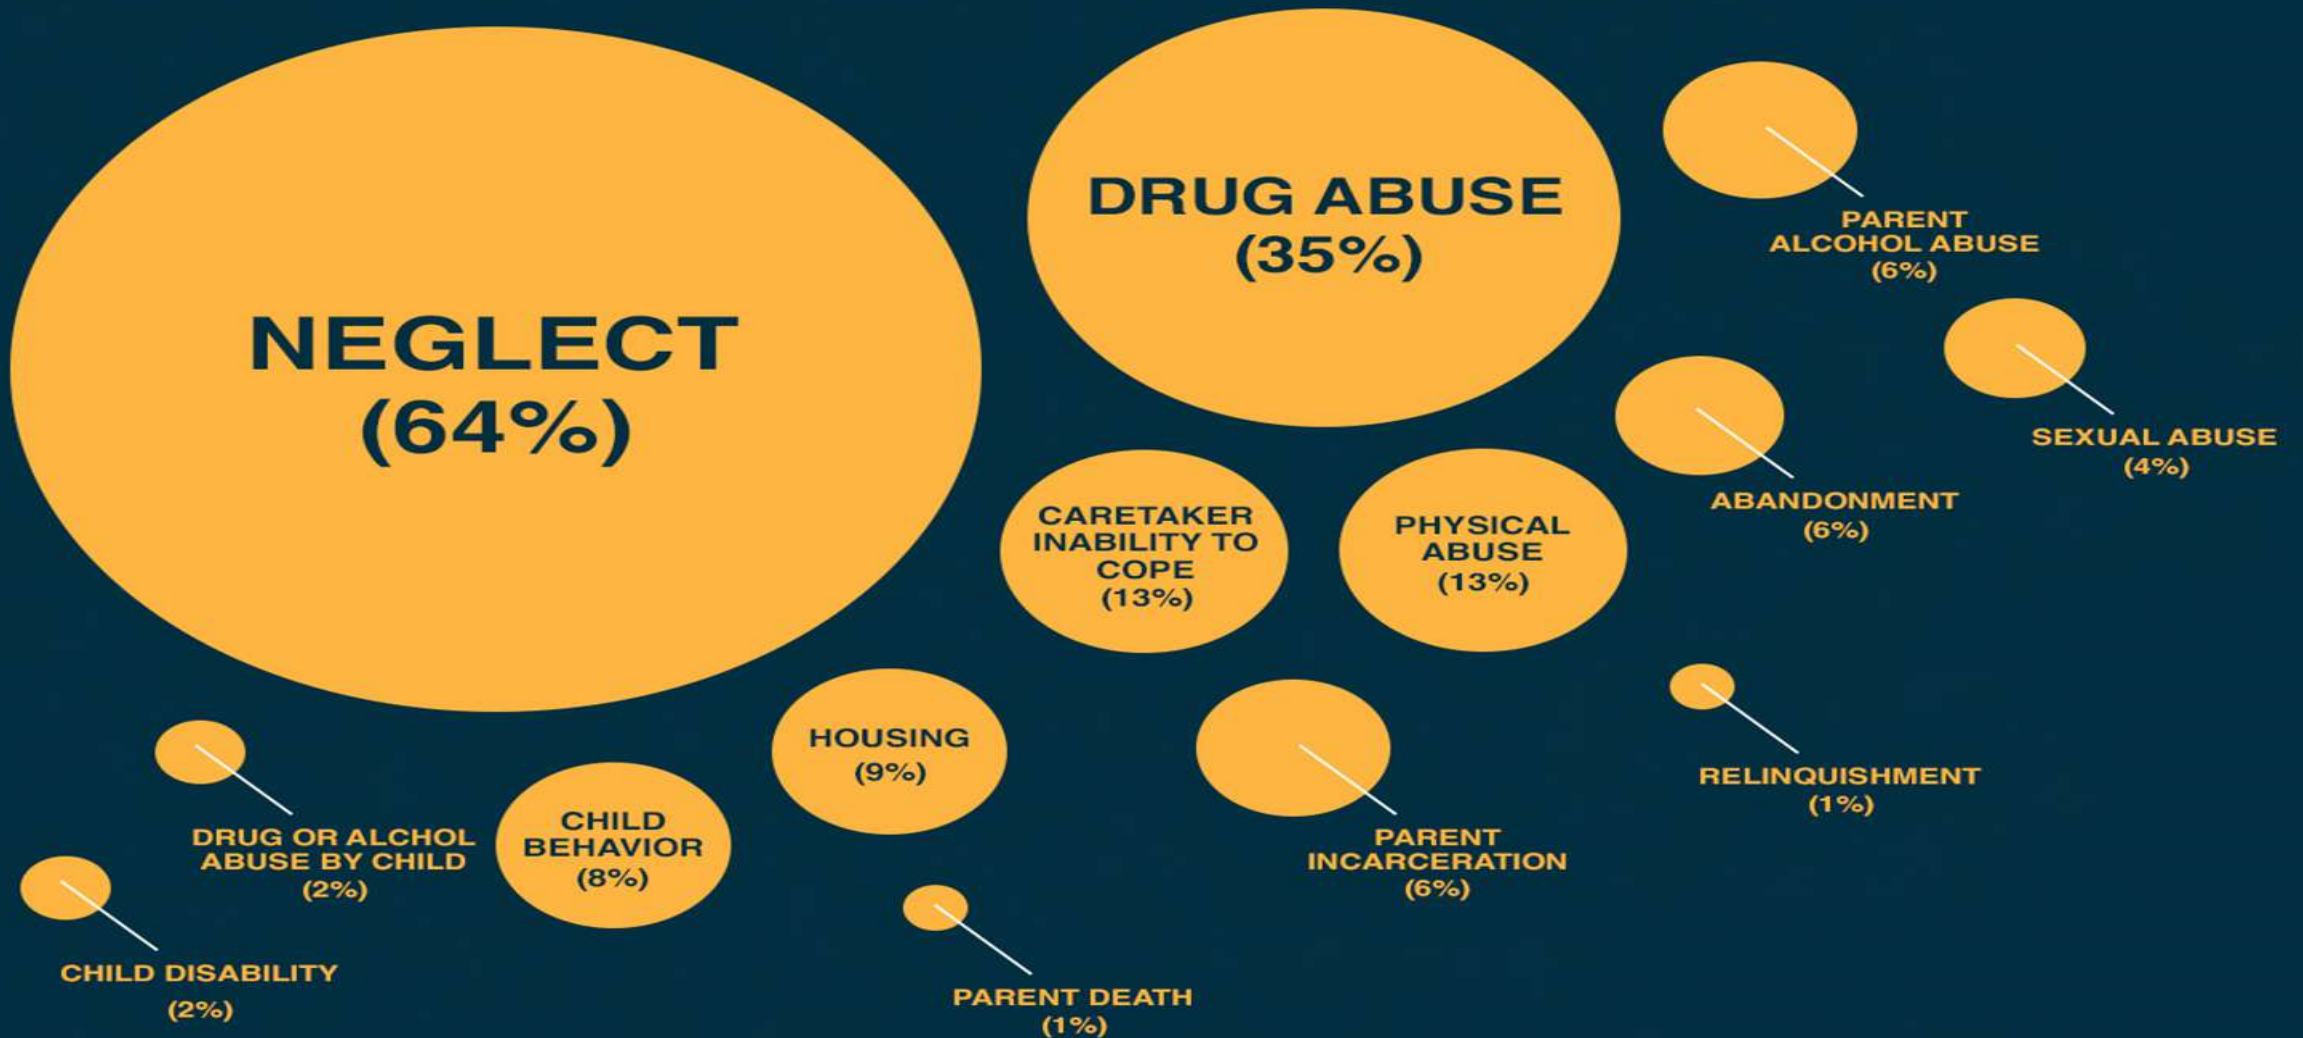 NEGLECT
(64%)
DRUG ABUSE
(35%)
PARENT
ALCOHOL ABUSE
(6%)
SEXUAL ABUSE
(4%)
ABANDONMENT
(6%)
CARETAKER
INABILITY TO
COPE
(13%)
PHYSICAL
ABUSE
(13%)
HOUSING
(9%)
RELINQUISHMENT
(1%)
DRUG OR ALCHOL
ABUSE BY CHILD
(2%)
CHILD
BEHAVIOR
(8%)
PARENT
INCARCERATION
(6%)
CHILD DISABILITY
(2%)
PARENT DEATH
(1%)